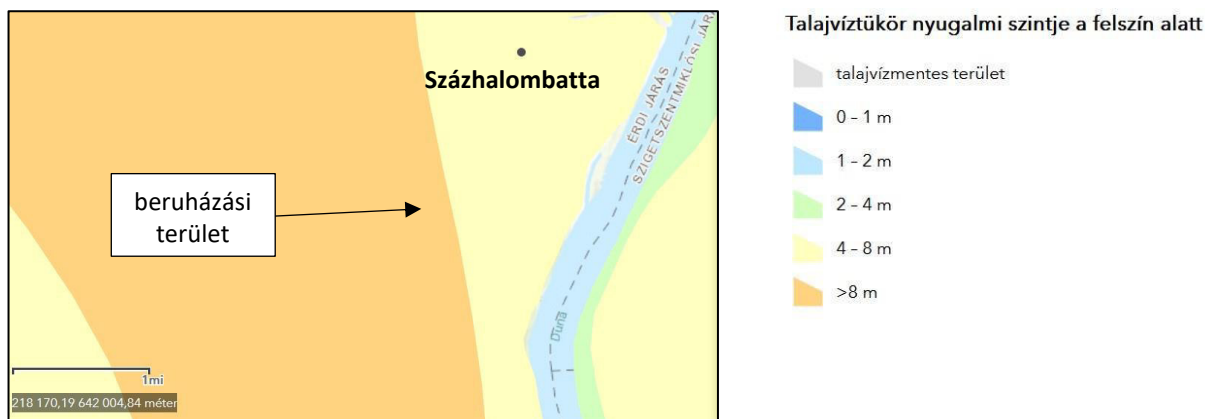 Százhalombatta
ÉRDI JÁRÁS
SZIGETSZENTMIKLÓSI JÁR
beruházási
terület
Duna
1mi
218 170,19 642 004,84 méter
Talajvíztükör nyugalmi szintje a felszín alatt
talajvízmentes terület
0 – 1 m
1 – 2 m
2 – 4 m
4 – 8 m
>8 m